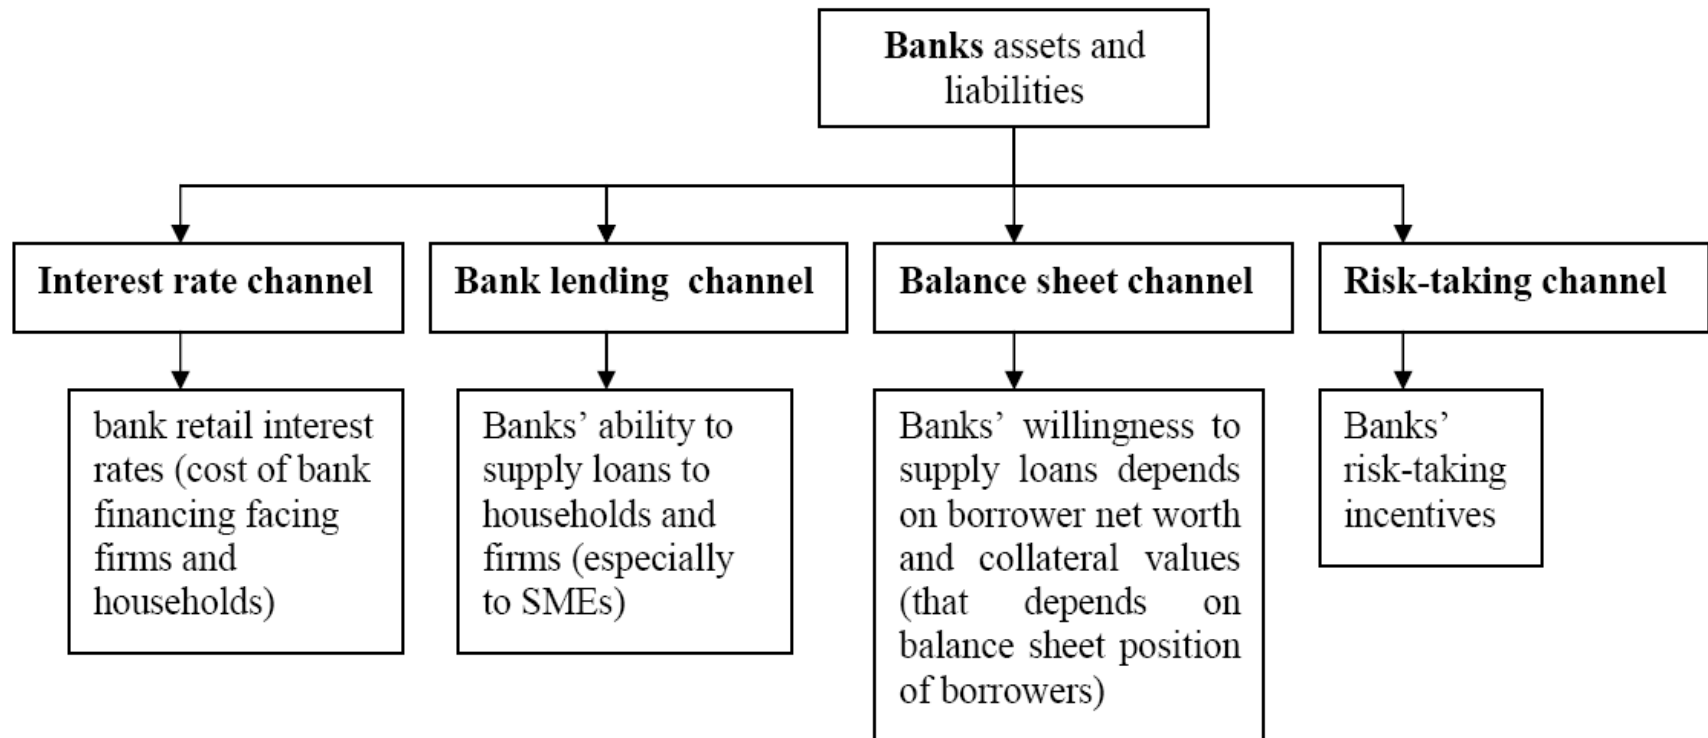 Banks assets and
liabilities
Interest rate channel
Bank lending channel
Balance sheet channel
Risk-taking channel
bank retail interest
rates (cost of bank
financing facing
firms and
households)
Banks’ ability to
supply loans to
households and
firms (especially
to SMEs)
Banks’ willingness to
supply loans depends
on borrower net worth
and collateral values
(that depends on
balance sheet position
of borrowers)
Banks’
risk-taking
incentives